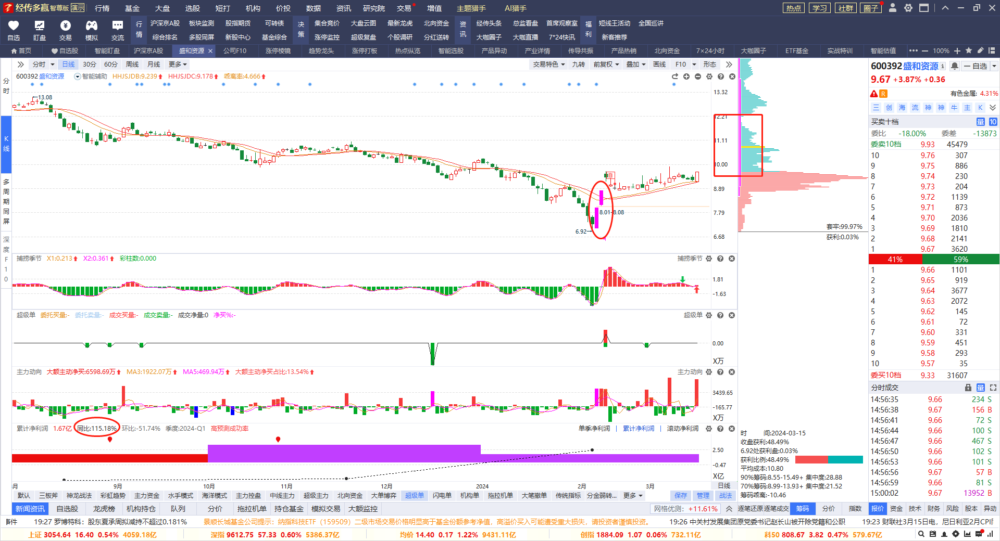 经传多赢 智尊版 演示 行情 基金 大盘 选股 短打 机构 价投 数据 资讯 研究院 交易 增值 主题猎手 AI猎手 热点 学习 社群 圈子
自选 盯盘 交易 模拟 交流
行情 沪深京A股 板块监测 股指期货 可转债 决策 集合竞价 大盘云图 最新龙虎 北向资金 资讯 经传头条 总监看盘 首席观察室 福利 短线王活动 全国巡讲
综合排名 多股同屏 新股中心 基金综合 涨停监控 超级复盘 个股调研 分红送转 大咖圈子 大咖直播 7*24快讯 新客推荐
首页 自选股 智能盯盘 沪深京A股 盛和资源 公司F10 涨停棱镜 趋势龙头 涨停打板 热点纵览 智能选股 产品异动 产业详情 传导共振 产品热销 北向资金 7×24小时 大咖圈子 ETF基金 实战特训 智能估值 100%
分时 K线 多周期同屏 深度F10
分时 日线 30分 60分 周线 月线 更多 交易特色 九转 前复权 叠加 画线 F10 形态
600392盛和资源 智能辅助 HHJSJDB:9.239 HHJSJDC:9.178 乖离率:4.666
13.08
8.01-8.08
6.92
13.32
12.21
11.11
10.00
8.89
7.79
6.68
套牢:99.97%
获利:0.03%
捕捞季节 X1:0.213 X2:0.361 彩柱数:0.000 捕捞季节
1.81
-1.63
超级单 委托买量:- 委托卖量:- 成交买量:- 成交卖量:- 成交净量:0 净买%:- 超级单
0.00
X万
主力动向 大额主动净买:6598.69万 MA3:1922.07万 MA5:469.94万 大额主动净买占比:13.54% 主力动向
3439.65
-165.77
X万
累计净利润 1.67亿 同比:115.18% 环比:-51.74% 季度:2024-Q1 高预测成功率 单季净利润 | 累计净利润 | 滚动净利润
2.50
-0.47
X亿
月 9月 10月 11月 12月 2024 2月 3月 日线
时 间:2024-03-15
收盘获利:48.49%
6.92处获利盘:0.03%
获利比例:48.49%
平均成本:10.80
90%筹码:8.55-15.49+ 集中度:28.88
70%筹码:8.99-13.93+ 集中度:21.52
筹码乖离:-10.46
默认 三板斧 神龙战法 彩虹趋势 主力资金 水手模式 海洋模式 主力控盘 中线主力 超级主力 北向资金 大单博弈 超级单 闪电单 机构单 拖拉机单 大笔撤单 传统指标 分金弱转... 更多 保存 管理 战法
新闻资讯 自选股 龙虎榜 机构持仓 队列 分价 拖拉机单 持仓基金 模拟交易 大额监控 网格优测: +11.61% 逐笔还原 逐笔成交 筹码 分价 指数 报价 资金 技术 财务 风险 股本 异动
600392盛和资源 自选
9.67 +3.87% +0.36
R 有色金属: 4.31%
三 创 海 流 神 神 牛 主 K
买卖十档 量 10
委比 -18.00% 委差 -13873
委卖10档 9.93 45479
10 9.76 307
9 9.75 886
8 9.74 230
7 9.73 204
6 9.72 1139
5 9.71 873
4 9.70 2036
3 9.69 1810
2 9.68 2141
1 9.67 3620
41% 59%
1 9.66 1101
2 9.65 919
3 9.64 3677
4 9.63 2072
5 9.62 145
6 9.61 72
7 9.60 331
8 9.59 451
9 9.58 293
10 9.57 35
委买10档 9.33 31607
分时成交 量
14:56:35 9.66 234 S
14:56:38 9.67 156 B
14:56:41 9.66 72 S
14:56:44 9.66 100 S
14:56:47 9.66 467 S
14:56:50 9.66 102 S
14:56:53 9.66 101 S
14:56:56 9.67 57 B
14:56:59 9.66 81 S
15:00:02 9.67 13952 B
事件 19:27 罗博特科：股东夏承周拟减持不超过0.181% 景顺长城基金公司提示：纳指科技ETF（159509）二级市场交易价格明显高于基金份额参考净值，高溢价买入可能遭受重大损失，请投资者谨慎投资。 19:26 中关村发展集团原党委书记赵长山被开除党籍和公职 19:23 财联社3月15日电，尼日利亚2月CPI同
上证 3054.64 16.40 0.54% 4059.18亿 深指 9612.75 57.33 0.60% 5386.37亿 均价 14.40 0.17 1.22% 9431.11亿 创指 1884.09 1.07 0.06% 732.11亿 科50 808.67 3.82 0.47% 579.67亿